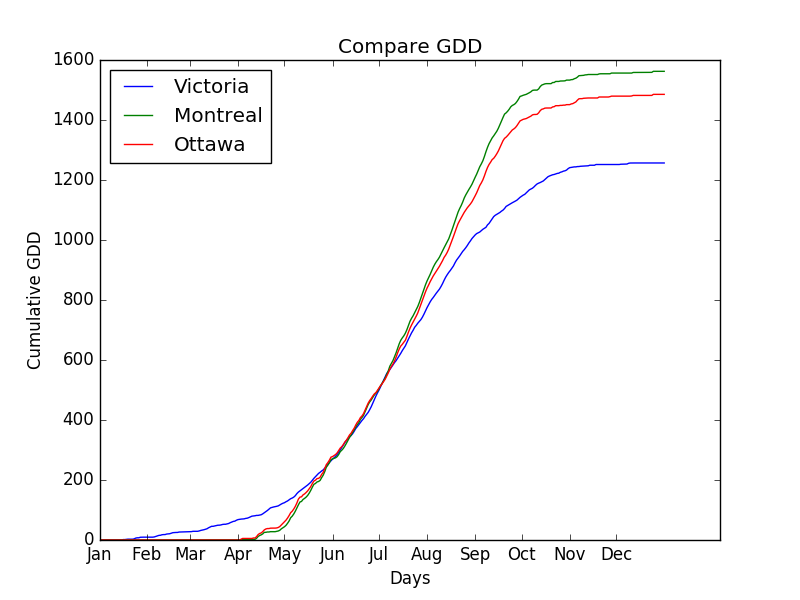 Compare GDD
Victoria
Montreal
Ottawa
1600
1400
1200
1000
800
600
400
200
0
Cumulative GDD
Jan Feb Mar Apr May Jun Jul Aug Sep Oct Nov Dec
Days